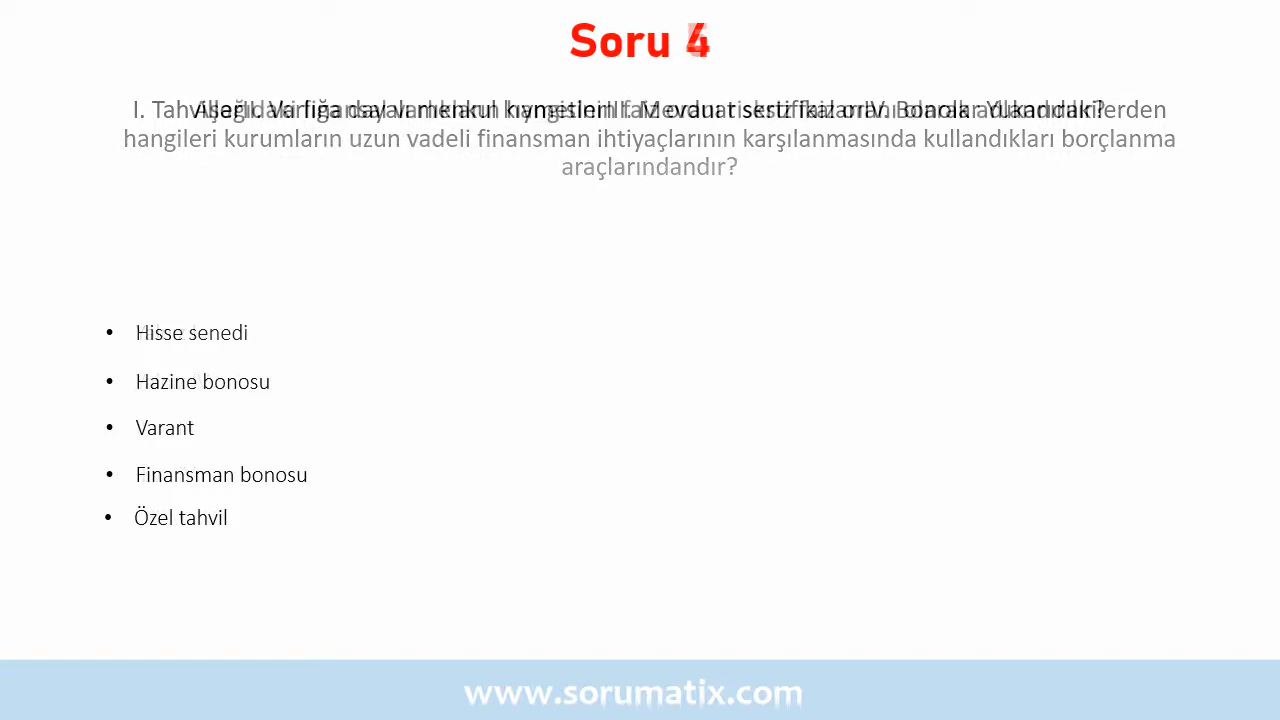 Soru 4
hangileri kurumların uzun vadeli finansman ihtiyaçlarının karşılanmasında kullandıkları borçlanma
araçlarındandır?
• Hisse senedi
• Hazine bonosu
• Varant
• Finansman bonosu
• Özel tahvil
www.sorumatix.com